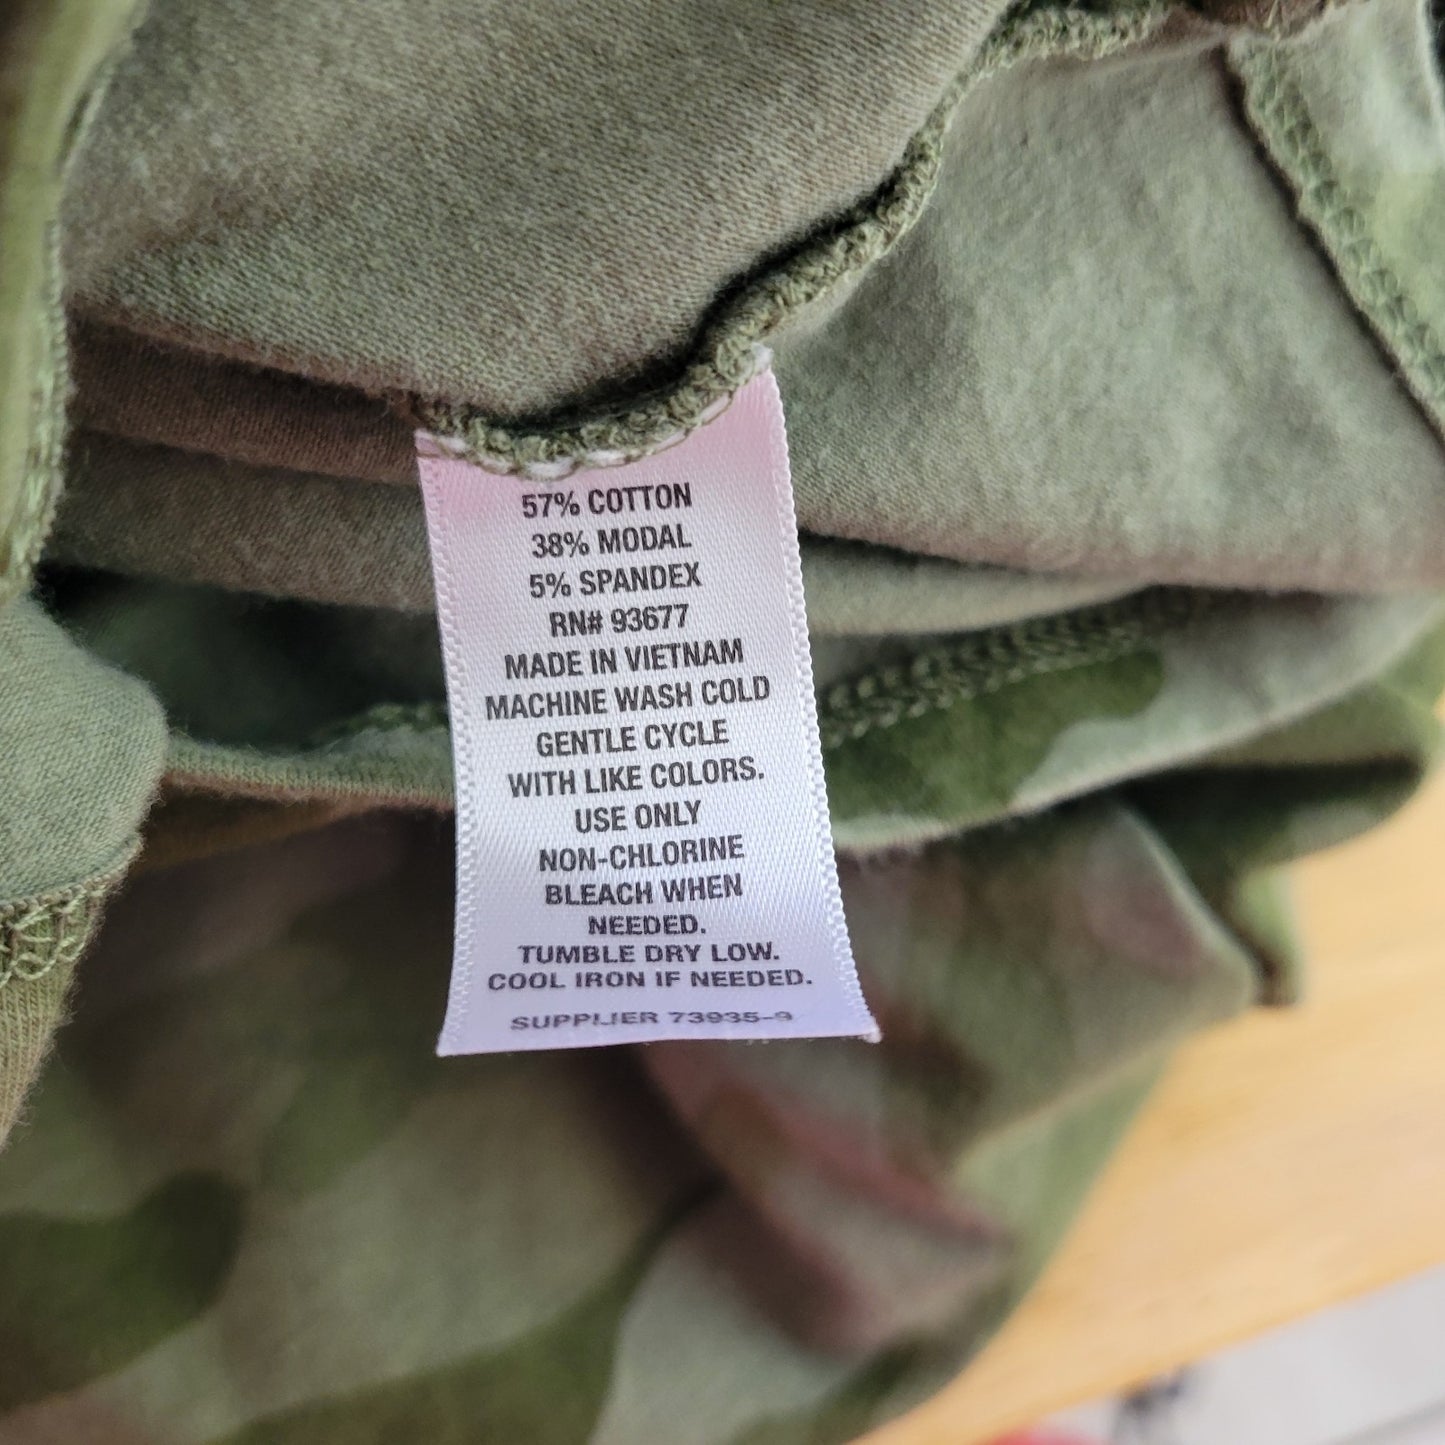 57% COTTON
38% MODAL
5% SPANDEX
RN# 93677
MADE IN VIETNAM
MACHINE WASH COLD
GENTLE CYCLE
WITH LIKE COLORS.
USE ONLY
NON-CHLORINE
BLEACH WHEN
NEEDED.
TUMBLE DRY LOW.
COOL IRON IF NEEDED.
SUPPLIER 73935-9